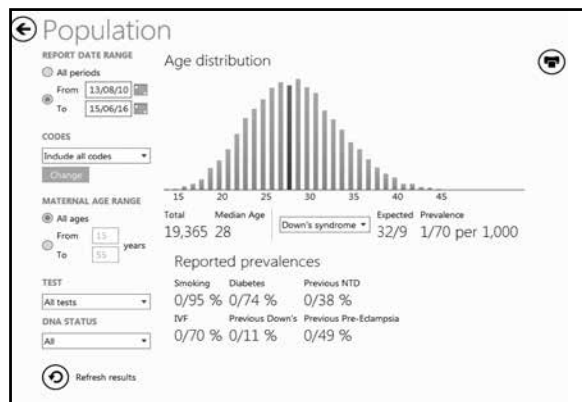 Population
REPORT DATE RANGE
All periods
From 13/08/10
To 15/06/16
CODES
Include all codes
Change
MATERNAL AGE RANGE
All ages
From 15
years
To 55
TEST
All tests
DNA STATUS
All
Refresh results
Age distribution
15 20 25 30 35 40 45
Total Median Age Expected Prevalence
19,365 28 Down's syndrome 32/9 1/70 per 1,000
Reported prevalences
Smoking Diabetes Previous NTD
0/95 % 0/74 % 0/38 %
IVF Previous Down's Previous Pre-Eclampsia
0/70 % 0/11 % 0/49 %